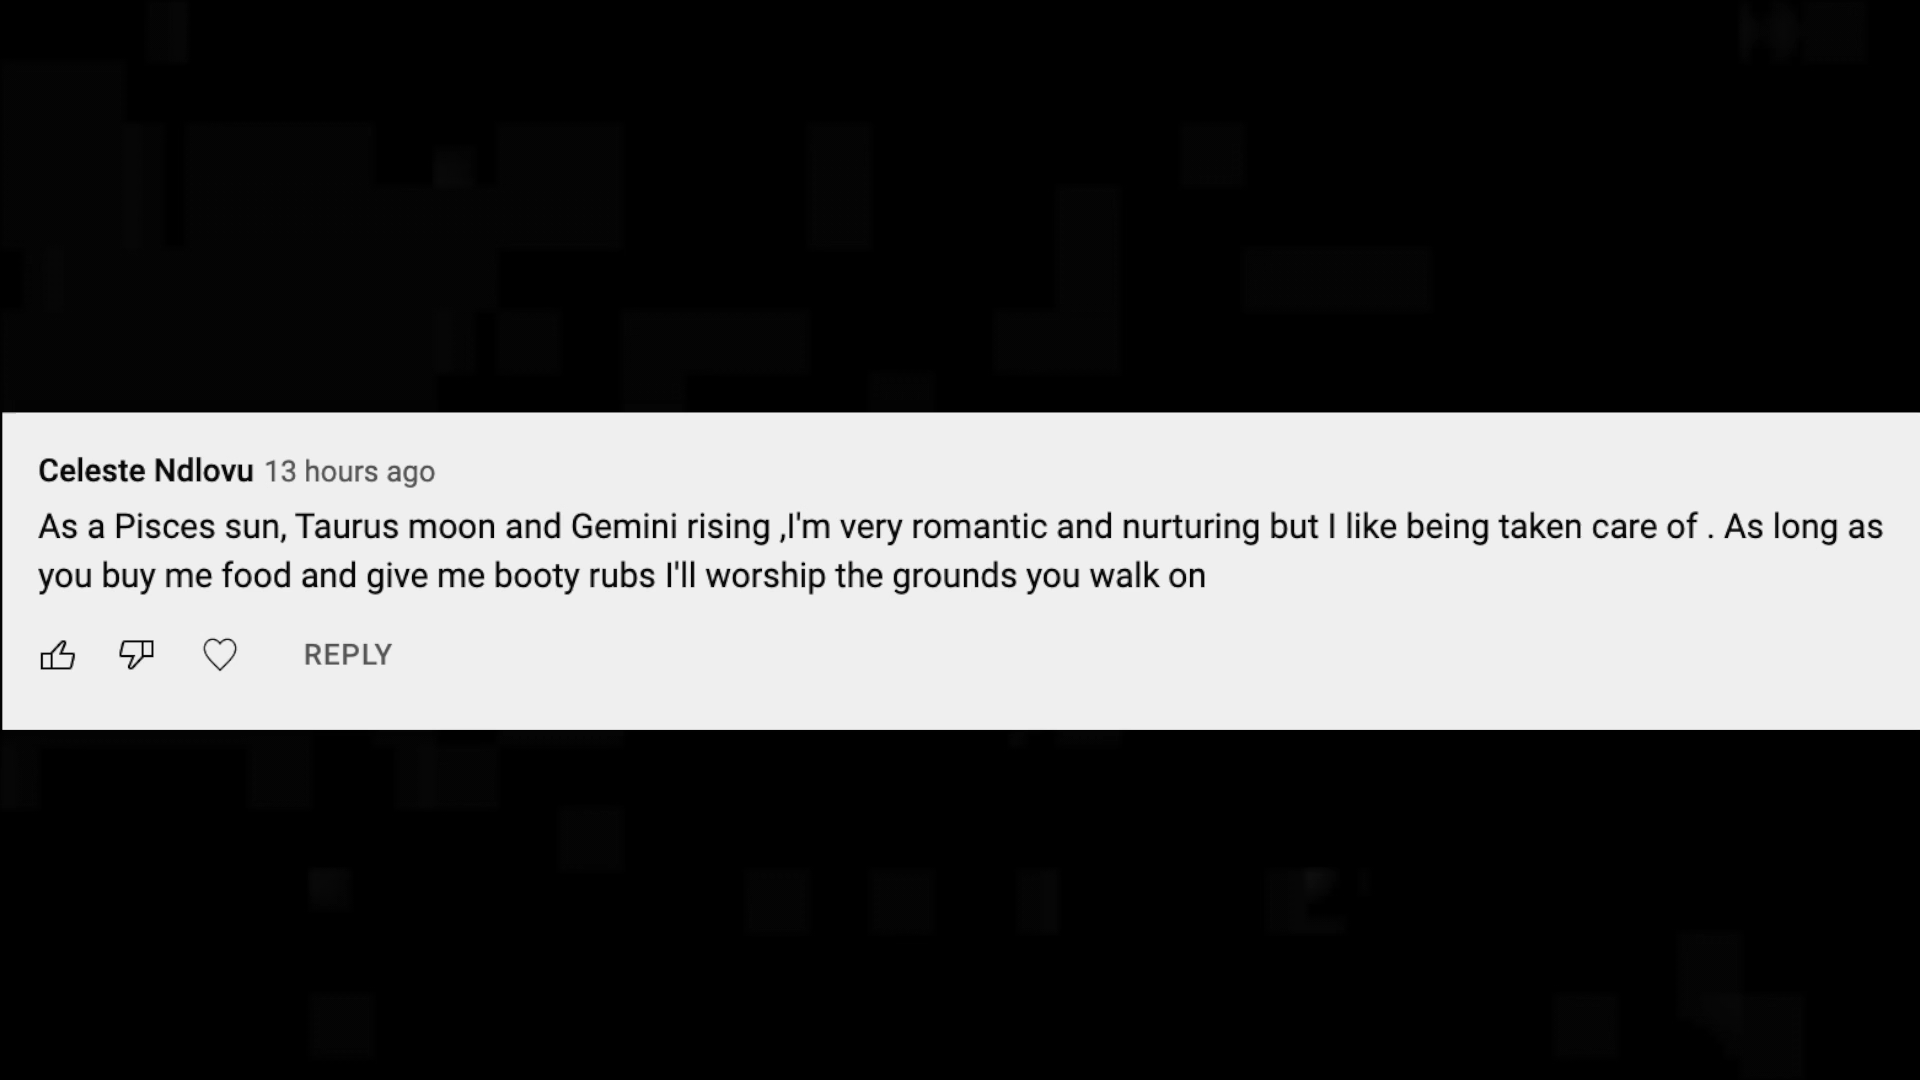 Celeste Ndlovu 13 hours ago
As a Pisces sun, Taurus moon and Gemini rising ,I'm very romantic and nurturing but I like being taken care of . As long as
you buy me food and give me booty rubs I'll worship the grounds you walk on
REPLY